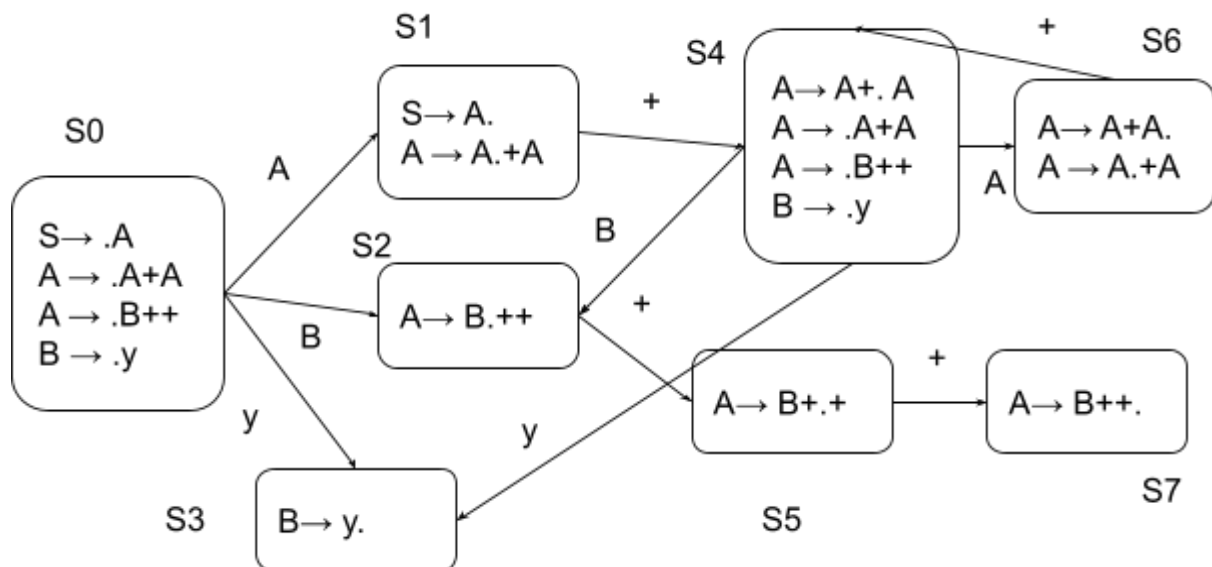 S0
S→ .A
A → .A+A
A → .B++
B → .y
A
B
y
S1
S→ A.
A → A.+A
+
S2
A→ B.++
B
+
S3
B→ y.
y
S4
A→ A+. A
A → .A+A
A → .B++
B → .y
A
+
S6
A→ A+A.
A → A.+A
A→ B+.+
S5
+
A→ B++.
S7